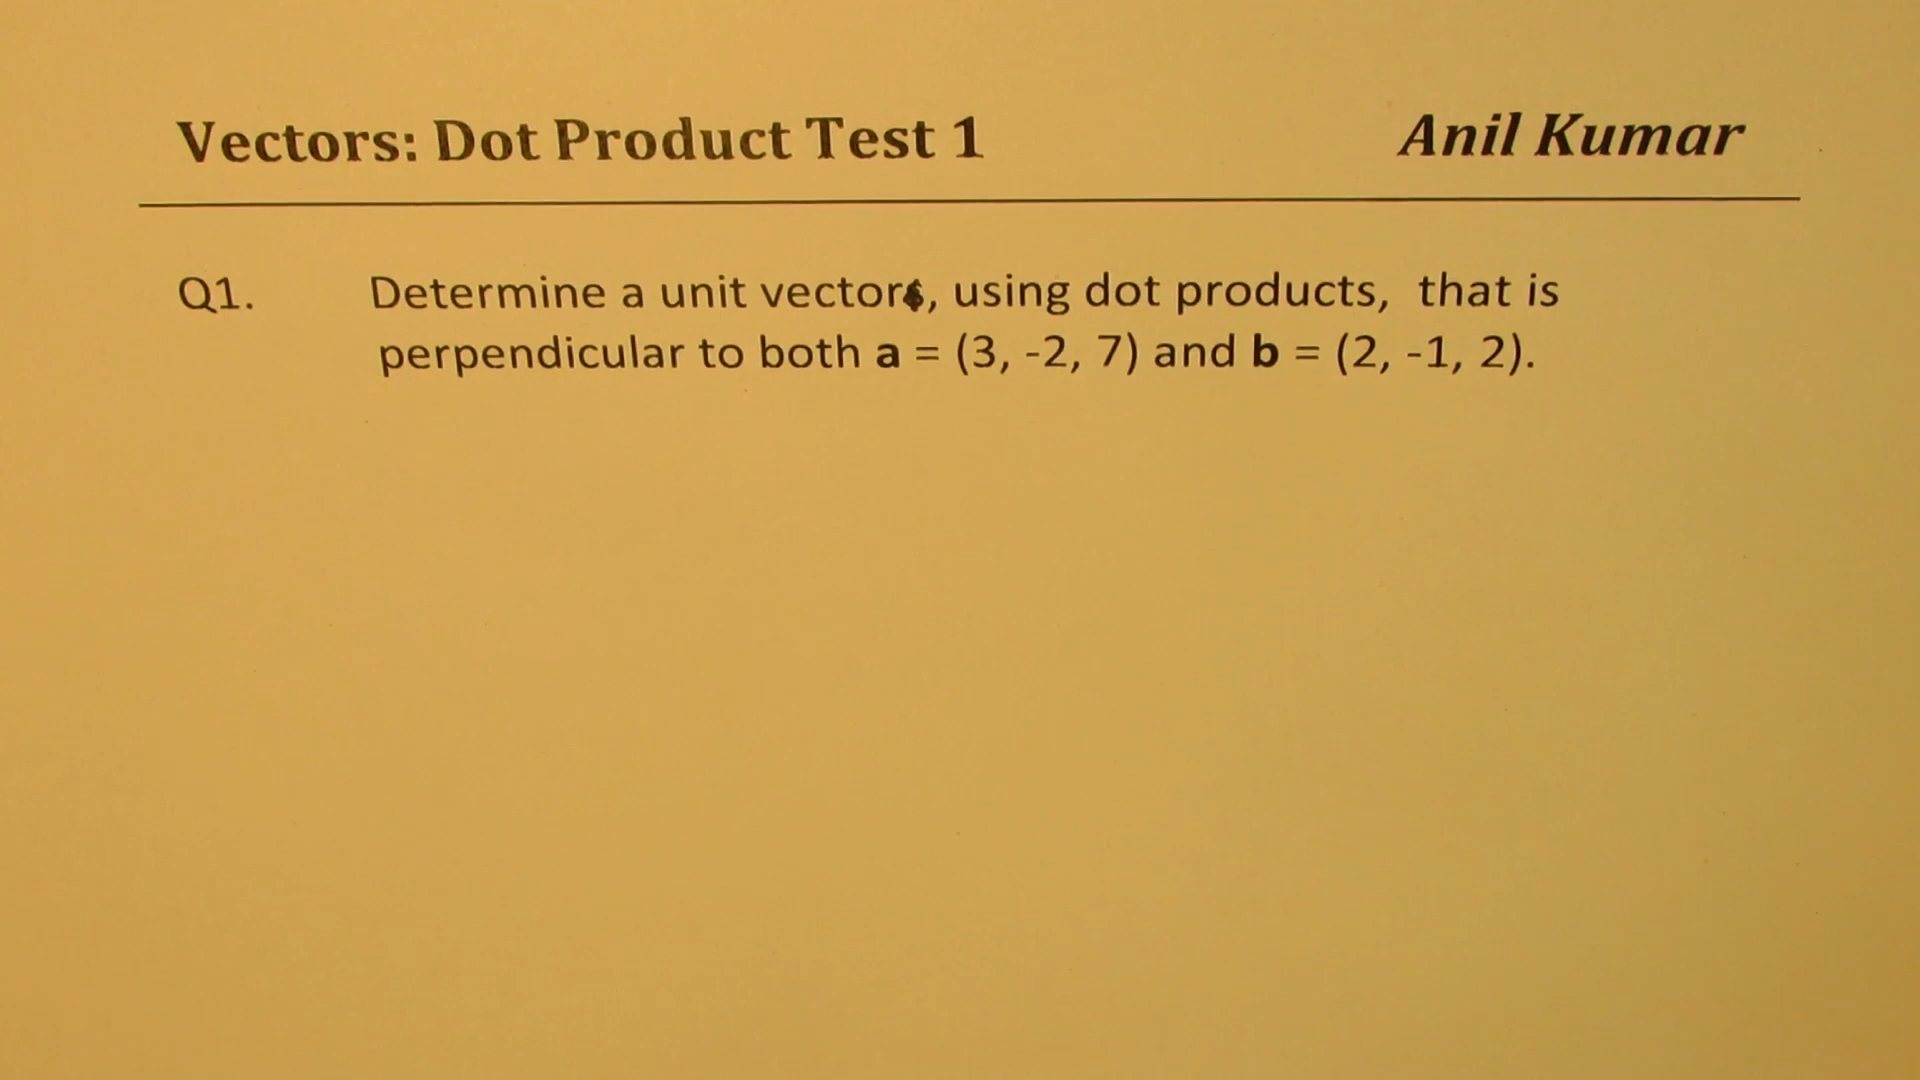 Vectors: Dot Product Test 1 Anil Kumar
Q1. Determine a unit vector, using dot products, that is
perpendicular to both a = (3, -2, 7) and b = (2, -1, 2).